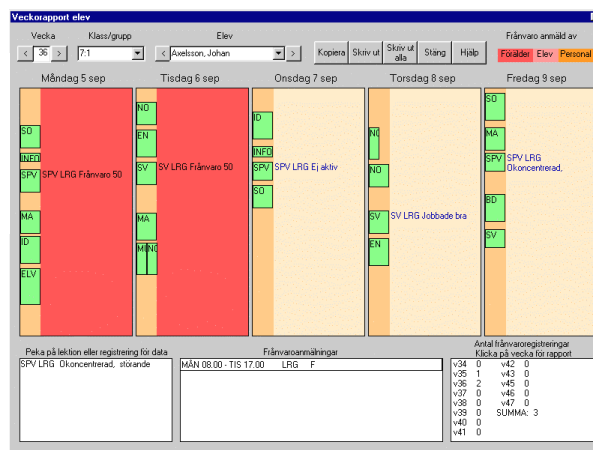 Veckorapport elev
Vecka Klass/grupp Elev Frånvaro anmäld av
< 36 > 7:1 < Axelsson, Johan > Kopiera Skriv ut Skriv ut alla Stäng Hjälp Förälder Elev Personal
Måndag 5 sep Tisdag 6 sep Onsdag 7 sep Torsdag 8 sep Fredag 9 sep
SO
INFO
SPV SPV LRG Frånvaro 50
MA
ID
ELV
NO
EN
SV SV LRG Frånvaro 50
MA
NO
ID
INFO
SPV SPV LRG Ej aktiv
SO
NO
NO
SV SV LRG Jobbade bra
EN
SO
MA
SPV SPV LRG
Okoncentrerad,
BD
SV
Peka på lektion eller registrering för data
SPV LRG Okoncentrerad, störande
Frånvaroanmälningar
MÅN 08.00 - TIS 17.00 LRG F
Antal frånvaroregistreringar
Klicka på vecka för rapport
v34 0 v42 0
v35 1 v43 0
v36 2 v45 0
v37 0 v46 0
v38 0 v47 0
v39 0 SUMMA: 3
v40 0
v41 0